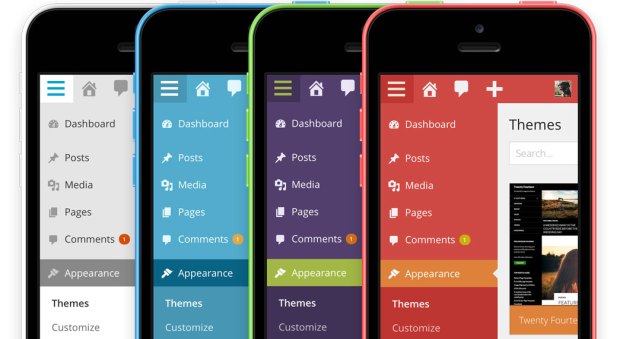 Dashboard
Posts
Media
Pages
Comments 1
Appearance
Themes
Customize
Dashboard
Posts
Media
Pages
Comments 1
Appearance
Themes
Customize
Dashboard
Posts
Media
Pages
Comments 1
Appearance
Themes
Customize
Dashboard
Posts
Media
Pages
Comments 1
Appearance
Themes
Customize
Themes
Search...
Twenty Fourteen
Twenty Fourte